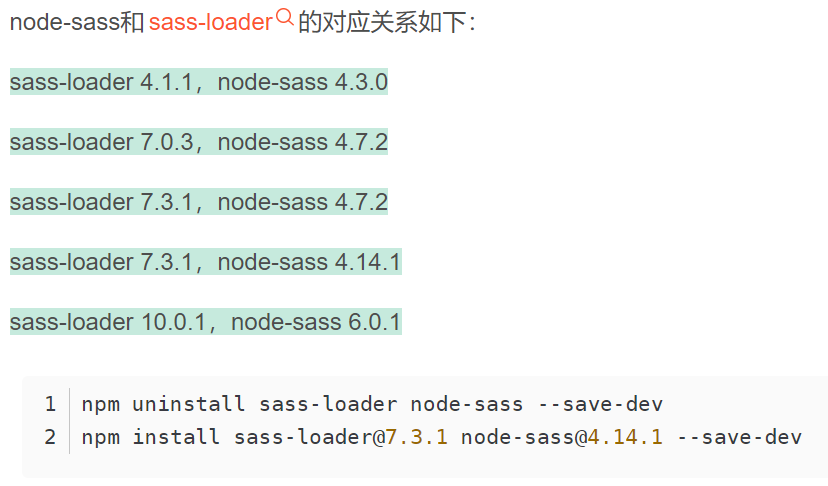 node-sass和sass-loader的对应关系如下：
sass-loader 4.1.1，node-sass 4.3.0
sass-loader 7.0.3，node-sass 4.7.2
sass-loader 7.3.1，node-sass 4.7.2
sass-loader 7.3.1，node-sass 4.14.1
sass-loader 10.0.1，node-sass 6.0.1
1 npm uninstall sass-loader node-sass --save-dev
2 npm install sass-loader@7.3.1 node-sass@4.14.1 --save-dev